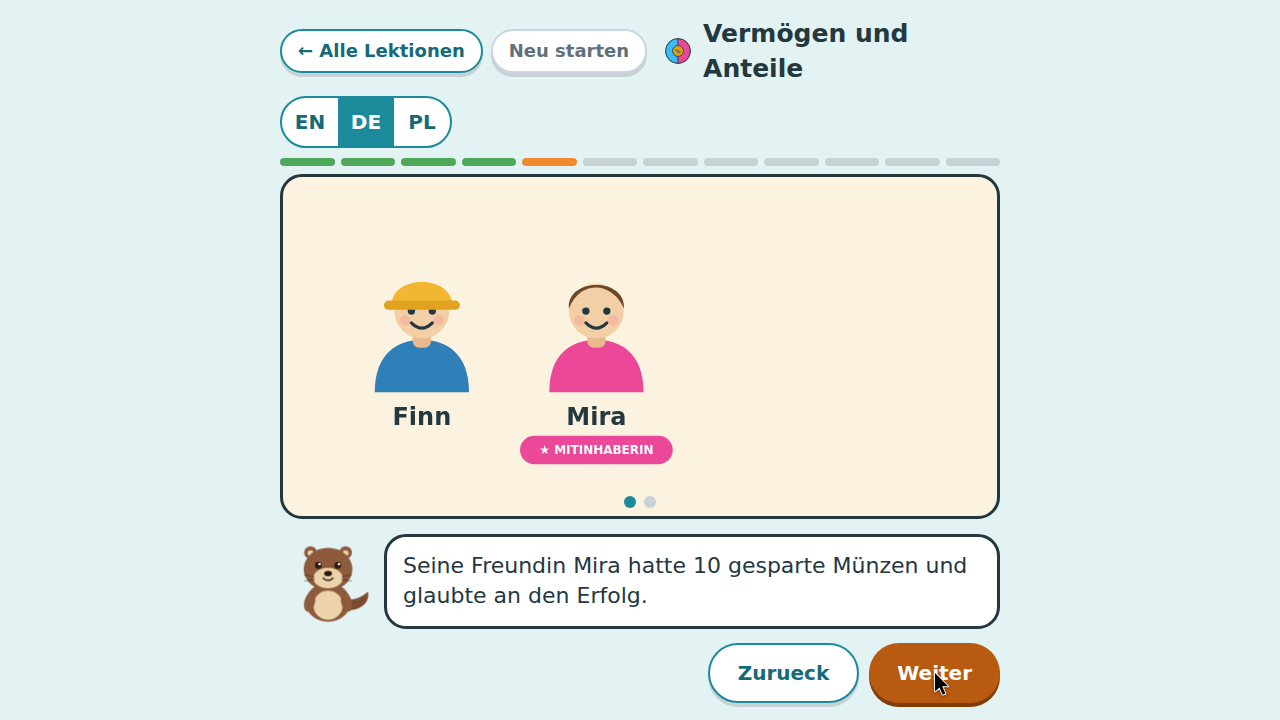 ← Alle Lektionen
Neu starten
Vermögen und
Anteile
EN DE PL
Finn
Mira
★ MITINHABERIN
Seine Freundin Mira hatte 10 gesparte Münzen und
glaubte an den Erfolg.
Zurueck
Weiter